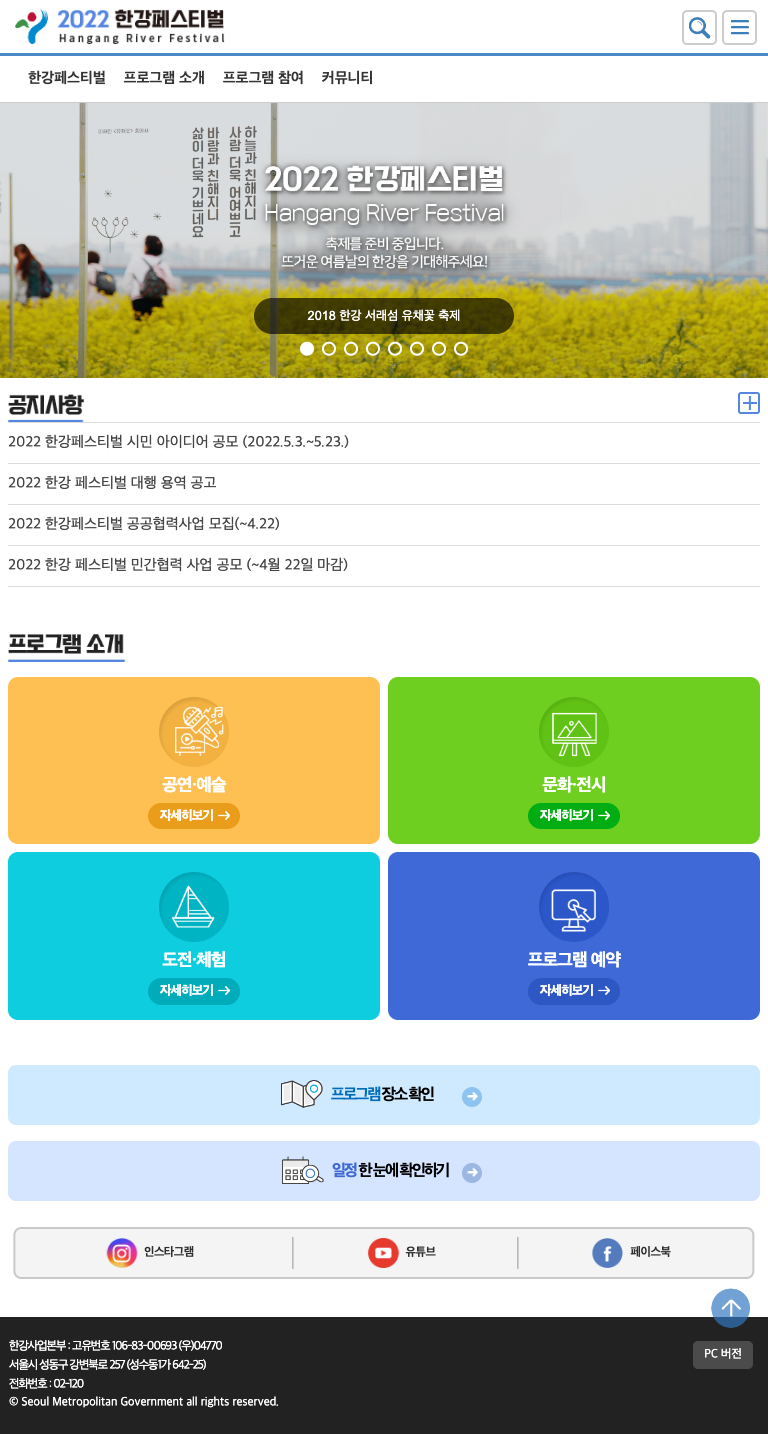 2022 한강페스티벌
Hangang River Festival
한강페스티벌 프로그램 소개 프로그램 참여 커뮤니티
하늘과 친해지니
사람 더욱 어여쁘고
바람과 친해지니
삶이 더욱 기쁘네요
2022 한강페스티벌
Hangang River Festival
축제를 준비 중입니다.
뜨거운 여름날의 한강을 기대해주세요!
2018 한강 서래섬 유채꽃 축제
공지사항
2022 한강페스티벌 시민 아이디어 공모 (2022.5.3.~5.23.)
2022 한강 페스티벌 대행 용역 공고
2022 한강페스티벌 공공협력사업 모집(~4.22)
2022 한강 페스티벌 민간협력 사업 공모 (~4월 22일 마감)
프로그램 소개
공연·예술
자세히보기
문화·전시
자세히보기
도전·체험
자세히보기
프로그램 예약
자세히보기
프로그램 장소 확인
일정 한 눈에 확인하기
인스타그램 유튜브 페이스북
한강사업본부 : 고유번호 106-83-00693 (우)04770
PC 버전
서울시 성동구 강변북로 257 (성수동1가 642-25)
전화번호 : 02-120
© Seoul Metropolitan Government all rights reserved.